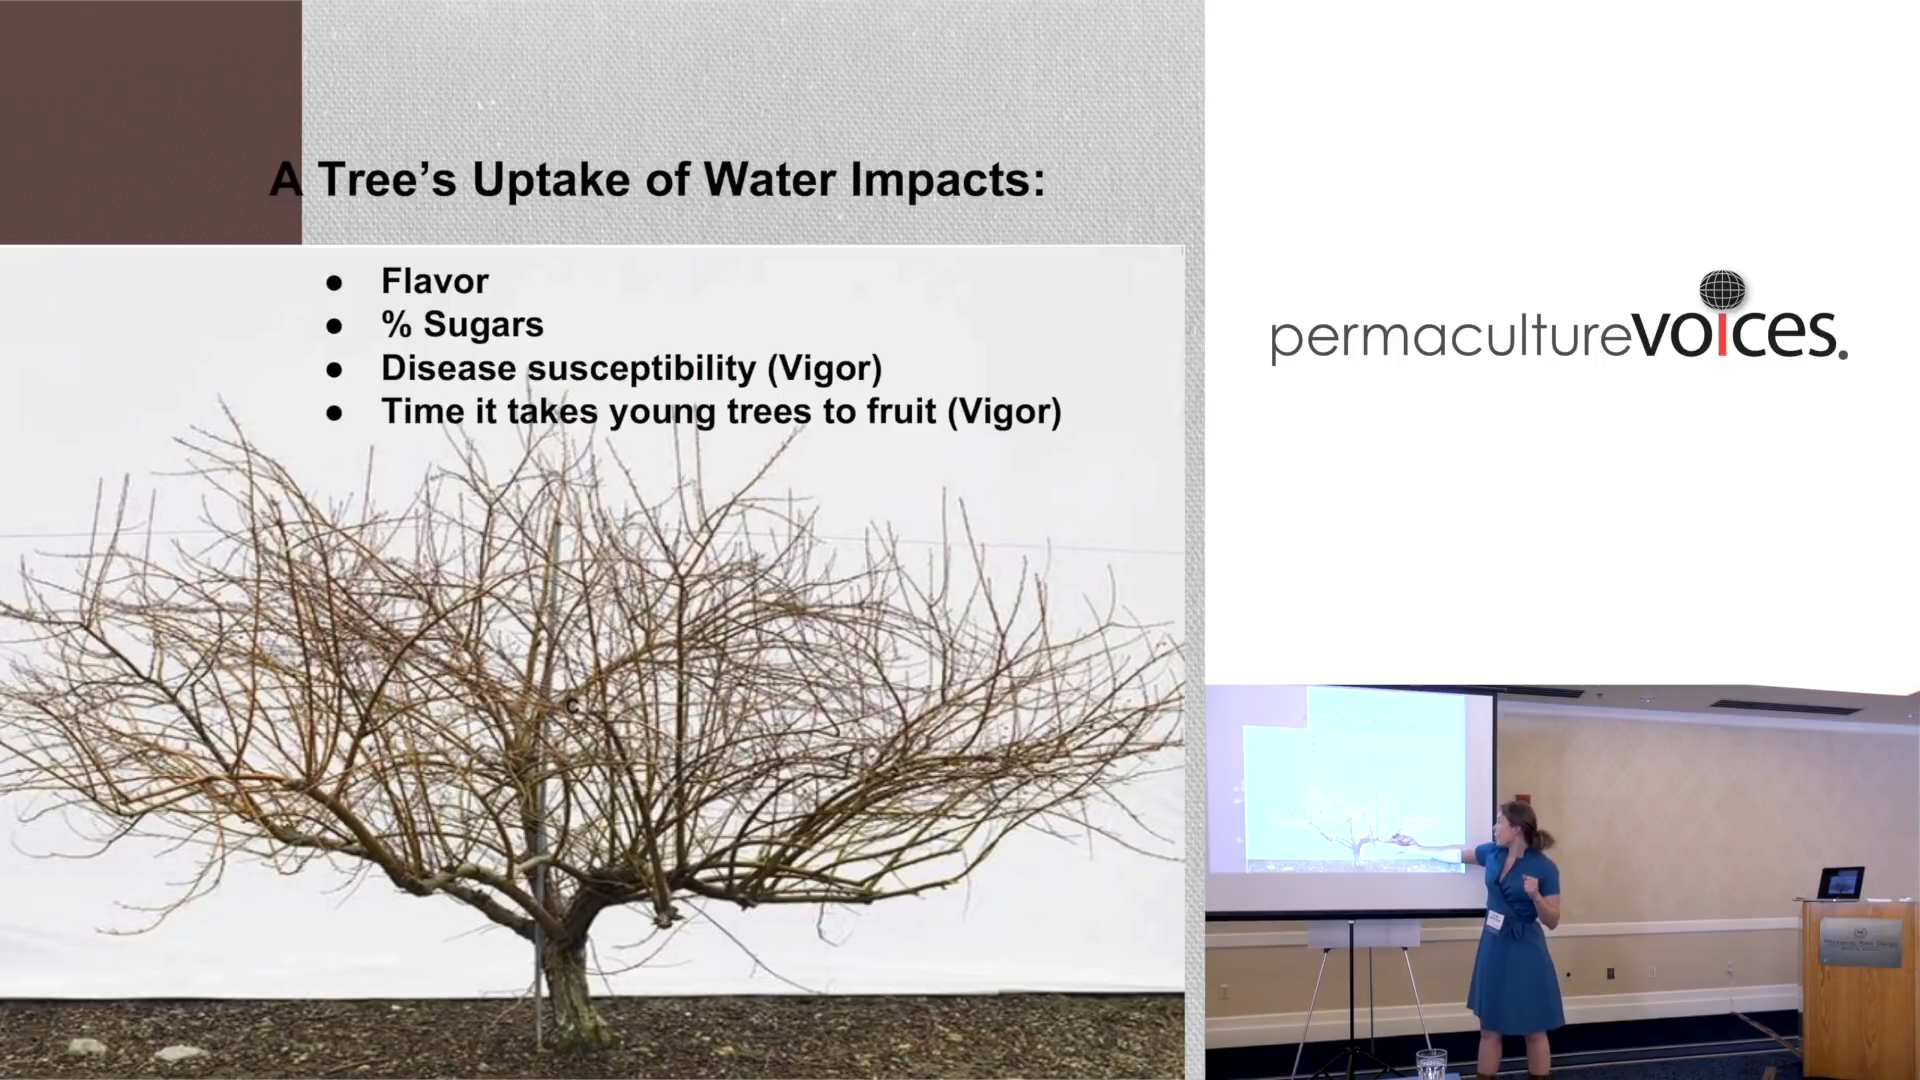 A Tree’s Uptake of Water Impacts:
● Flavor
● % Sugars
● Disease susceptibility (Vigor)
● Time it takes young trees to fruit (Vigor)
permaculturevoices.